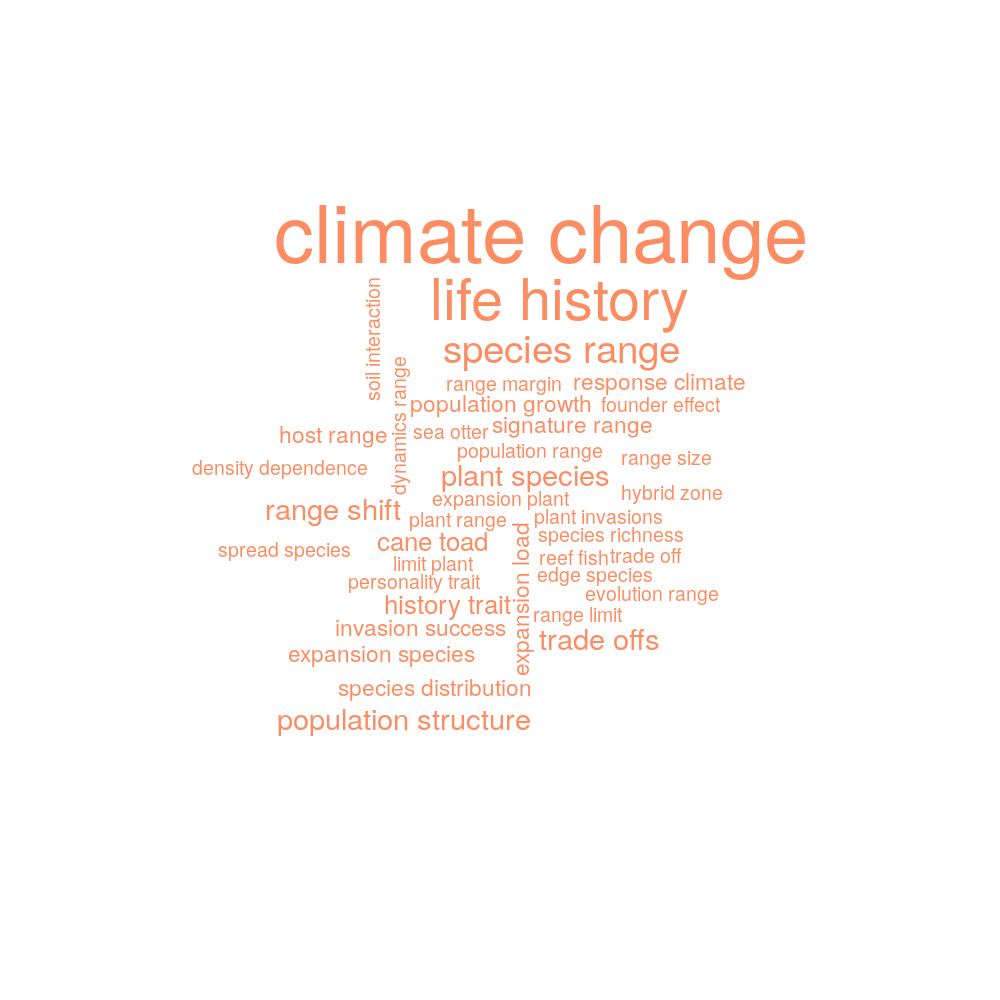 climate change
life history
soil interaction
species range
dynamics range
range margin
response climate
population growth
founder effect
signature range
sea otter
host range
population range
range size
density dependence
plant species
hybrid zone
expansion plant
range shift
plant range
plant invasions
species richness
expansion load
cane toad
spread species
reef fish
trade off
limit plant
edge species
personality trait
evolution range
history trait
range limit
invasion success
trade offs
expansion species
species distribution
population structure